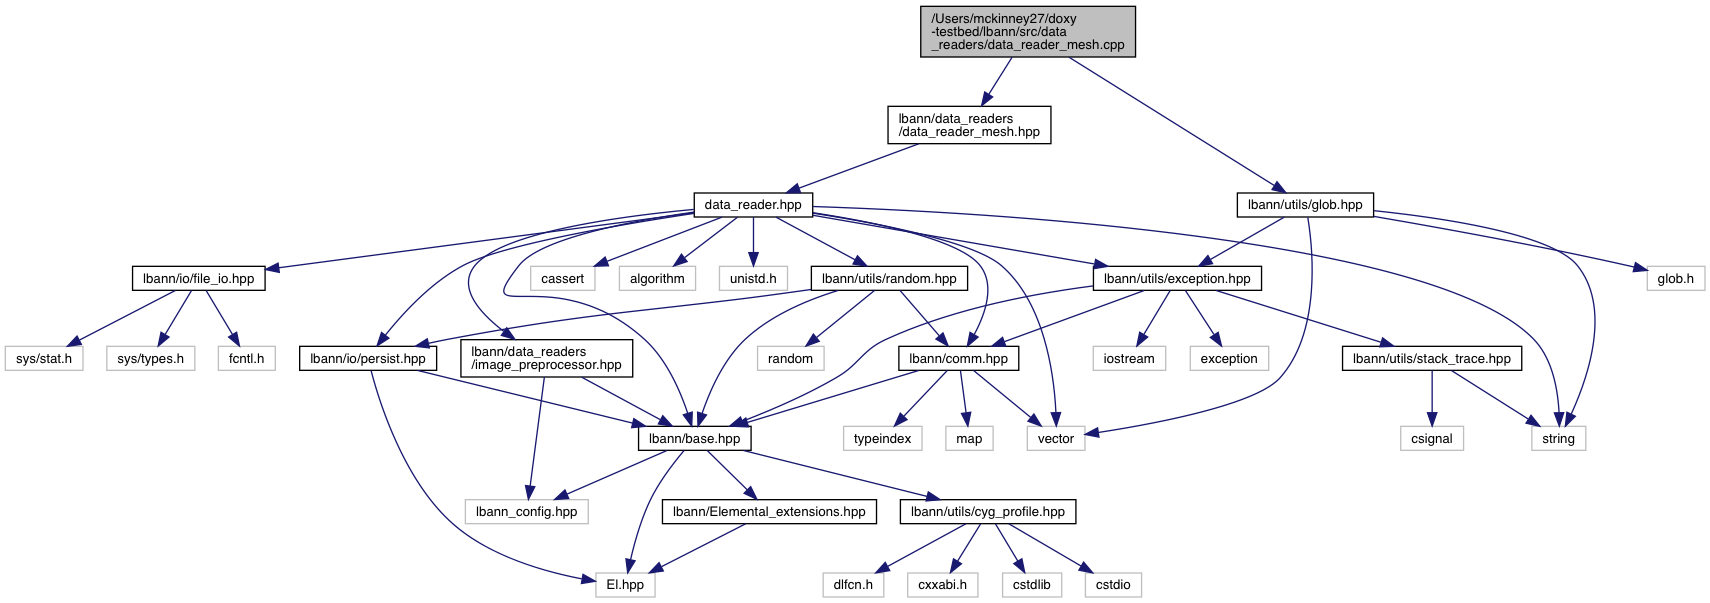 /Users/mckinney27/doxy
-testbed/lbann/src/data
_readers/data_reader_mesh.cpp
lbann/data_readers
/data_reader_mesh.hpp
data_reader.hpp
lbann/utils/glob.hpp
lbann/io/file_io.hpp
cassert
algorithm
unistd.h
lbann/utils/random.hpp
lbann/utils/exception.hpp
glob.h
sys/stat.h
sys/types.h
fcntl.h
lbann/io/persist.hpp
lbann/data_readers
/image_preprocessor.hpp
random
lbann/comm.hpp
iostream
exception
lbann/utils/stack_trace.hpp
lbann/base.hpp
typeindex
map
vector
csignal
string
lbann_config.hpp
lbann/Elemental_extensions.hpp
lbann/utils/cyg_profile.hpp
El.hpp
dlfcn.h
cxxabi.h
cstdlib
cstdio